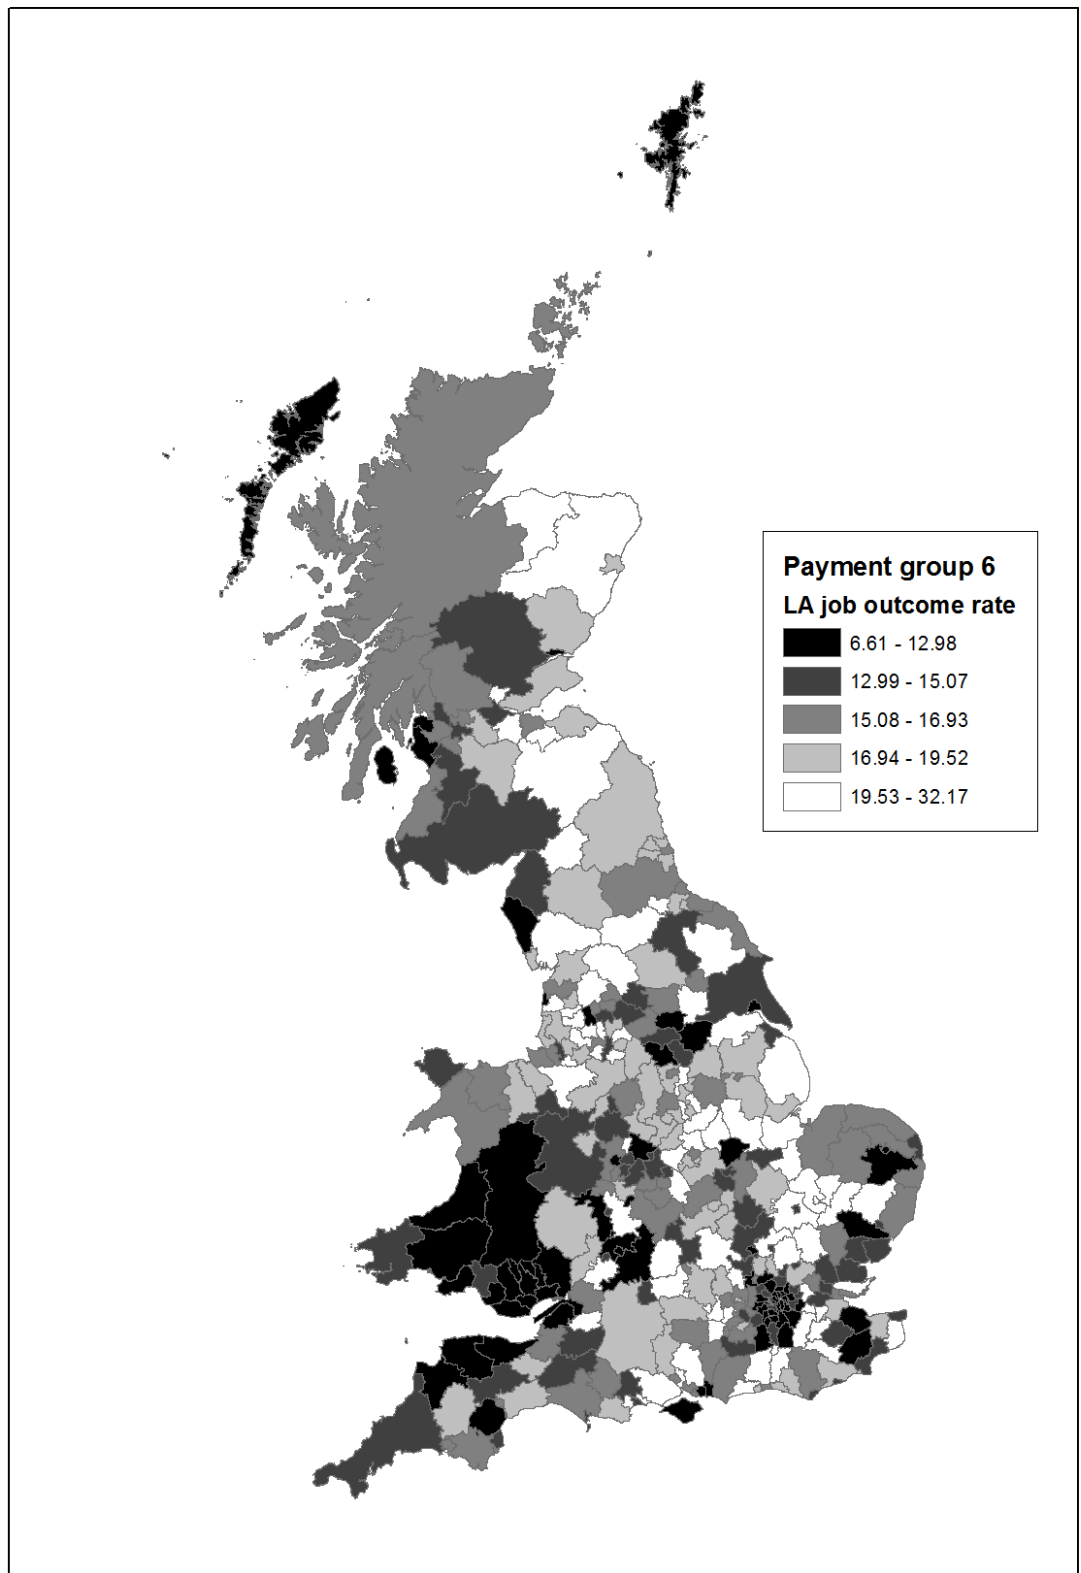 Payment group 6
LA job outcome rate
6.61 - 12.98
12.99 - 15.07
15.08 - 16.93
16.94 - 19.52
19.53 - 32.17